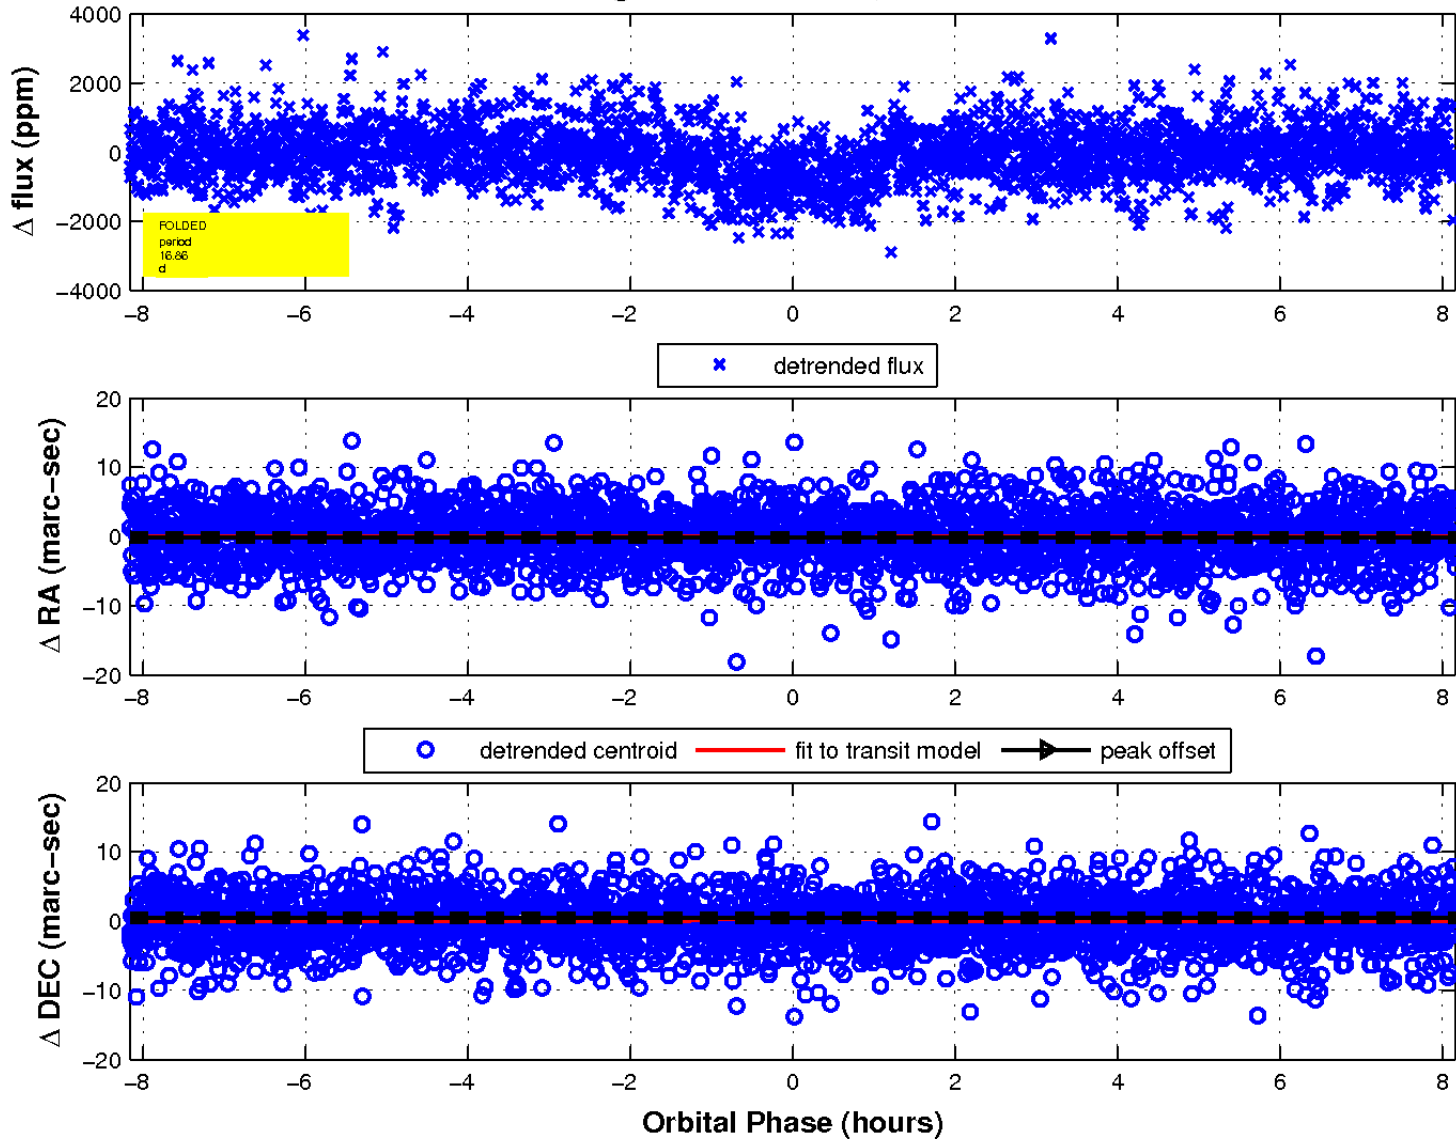 4000
2000
0
−2000
−4000
Δ flux (ppm)
FOLDED
period
16.86
d
−8 −6 −4 −2 0 2 4 6 8
detrended flux
20
10
0
−10
−20
Δ RA (marc−sec)
−8 −6 −4 −2 0 2 4 6 8
detrended centroid fit to transit model peak offset
20
10
0
−10
−20
Δ DEC (marc−sec)
−8 −6 −4 −2 0 2 4 6 8
Orbital Phase (hours)